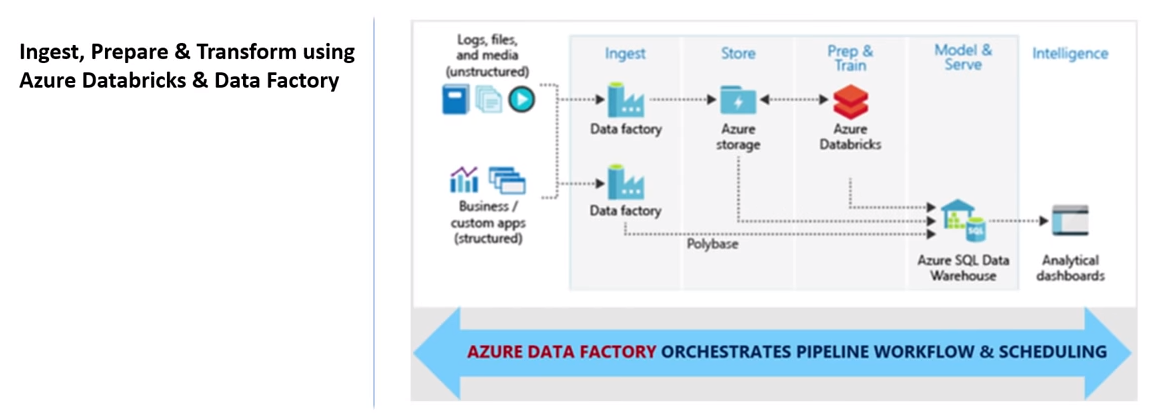 Ingest, Prepare & Transform using
Azure Databricks & Data Factory
Logs, files,
and media
(unstructured)
Business /
custom apps
(structured)
Ingest
Data factory
Data factory
Store
Azure
storage
Polybase
Prep &
Train
Azure
Databricks
Model &
Serve
SQL
Azure SQL Data
Warehouse
Intelligence
Analytical
dashboards
AZURE DATA FACTORY ORCHESTRATES PIPELINE WORKFLOW & SCHEDULING